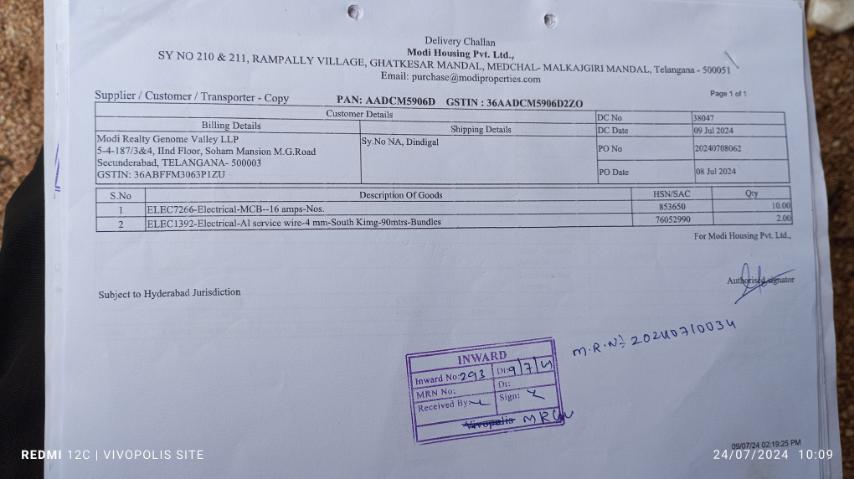 Delivery Challan
Modi Housing Pvt. Ltd.,
SY NO 210 & 211, RAMPALLY VILLAGE, GHATKESAR MANDAL, MEDCHAL- MALKAJGIRI MANDAL, Telangana - 500051
Email: purchase@modiproperties.com
Page 1 of 1
Supplier / Customer / Transporter - Copy PAN: AADCM5906D GSTIN : 36AADCM5906D2ZO
Customer Details
Billing Details Shipping Details
DC No 38047
DC Date 09 Jul 2024
PO No 20240708062
PO Date 08 Jul 2024
Modi Realty Genome Valley LLP
5-4-187/3&4, IInd Floor, Soham Mansion M.G.Road
Secunderabad, TELANGANA- 500003
GSTIN: 36ABFFM3063P1ZU
Sy.No NA, Dindigal
S.No Description Of Goods HSN/SAC Qty
1 ELEC7266-Electrical-MCB--16 amps-Nos. 853650 10.00
2 ELEC1392-Electrical-Al service wire-4 mm-South Kimg-90mtrs-Bundles 76052990 2.00
For Modi Housing Pvt. Ltd.,
Authorised signator
Subject to Hyderabad Jurisdiction
M.R.N: 20240710034
INWARD
Inward No: 293 Dt: 9/7/
MRN No: Dt:
Received By: Sign:
Vivopolis
09/07/24 02:19:25 PM
REDMI 12C | VIVOPOLIS SITE
24/07/2024 10:09